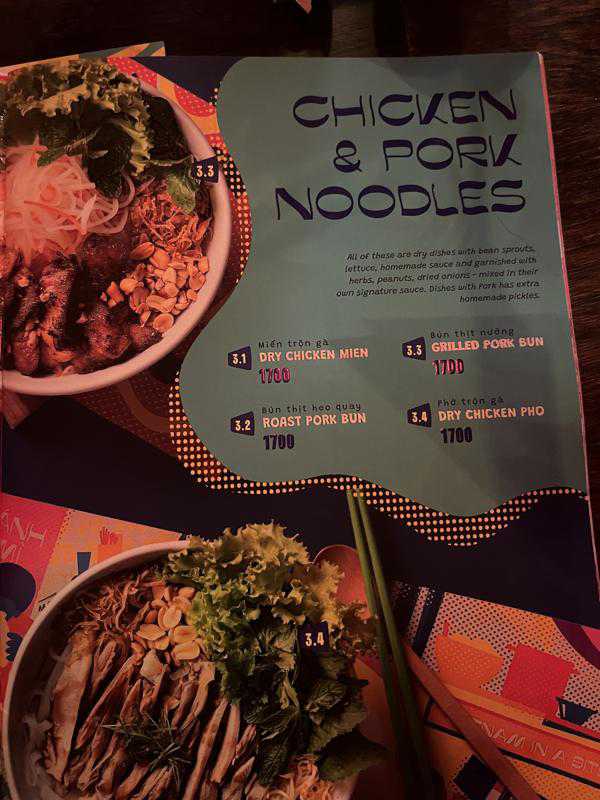 3.3
CHICKEN
& PORK
NOODLES
All of these are dry dishes with bean sprouts,
lettuce, homemade sauce and garnished with
herbs, peanuts, dried onions - mixed in their
own signature sauce. Dishes with Pork has extra
homemade pickles.
3.1
Miến trộn gà
DRY CHICKEN MIEN
1700
3.3
Bún thịt nướng
GRILLED PORK BUN
1700
3.2
Bún thịt heo quay
ROAST PORK BUN
1700
3.4
Phở trộn gà
DRY CHICKEN PHO
1700
ÁNH
MÌ
3.4
NAM IN A